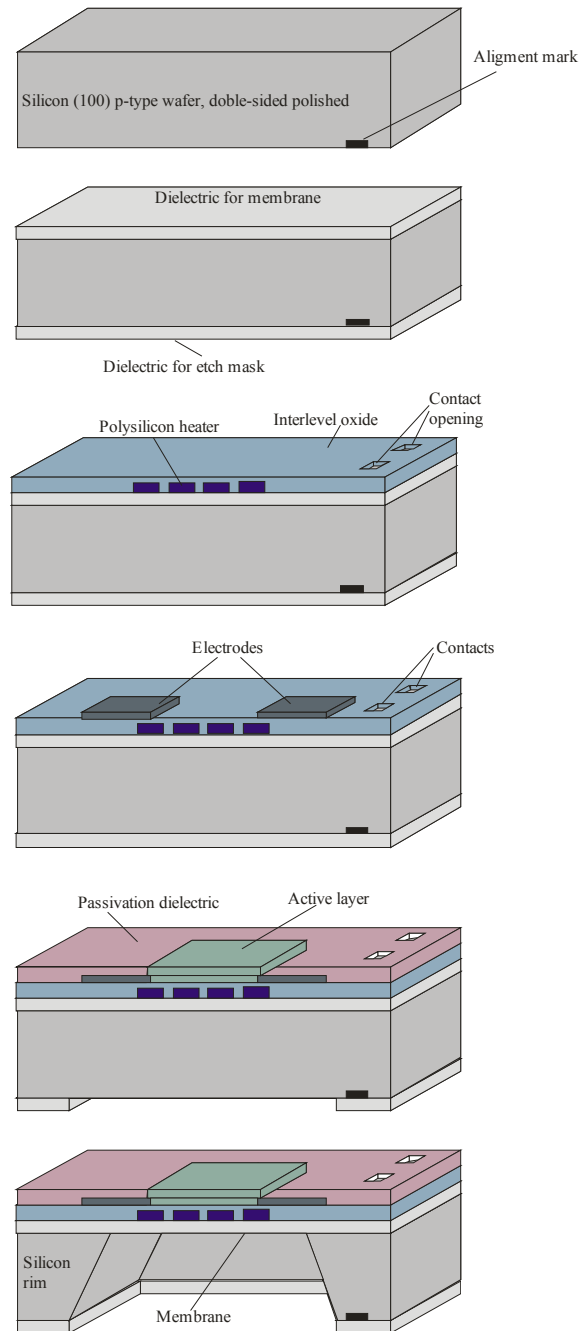 Aligment mark
Silicon (100) p-type wafer, doble-sided polished
Dielectric for membrane
Dielectric for etch mask
Contact
opening
Polysilicon heater
Interlevel oxide
Electrodes
Contacts
Passivation dielectric
Active layer
Silicon
rim
Membrane